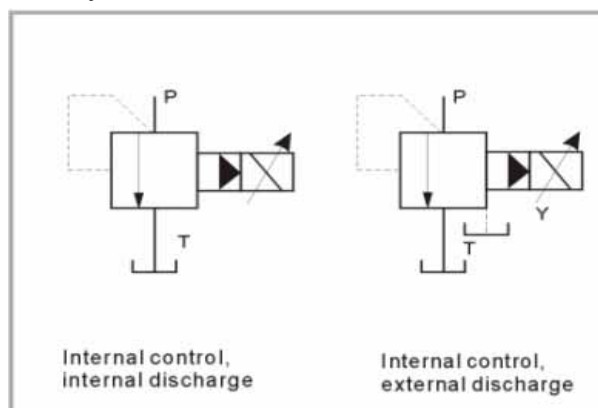 P
T
Internal control,
internal discharge
P
T
Y
Internal control,
external discharge